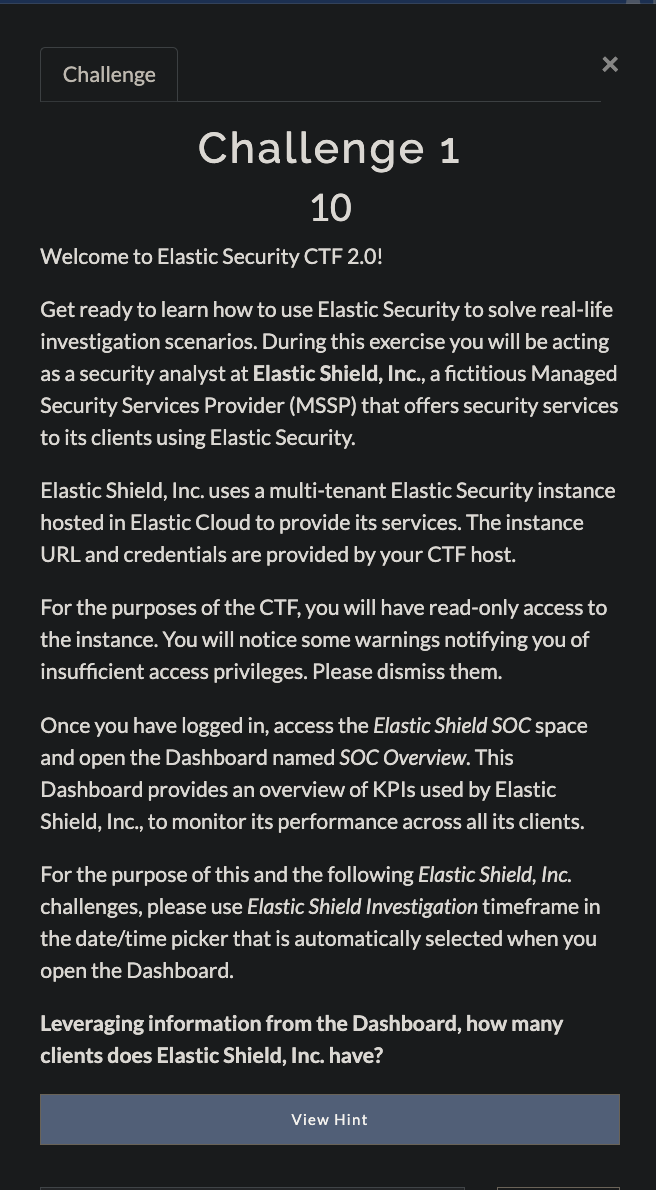 Challenge
×
Challenge 1
10
Welcome to Elastic Security CTF 2.0!
Get ready to learn how to use Elastic Security to solve real-life
investigation scenarios. During this exercise you will be acting
as a security analyst at Elastic Shield, Inc., a fictitious Managed
Security Services Provider (MSSP) that offers security services
to its clients using Elastic Security.
Elastic Shield, Inc. uses a multi-tenant Elastic Security instance
hosted in Elastic Cloud to provide its services. The instance
URL and credentials are provided by your CTF host.
For the purposes of the CTF, you will have read-only access to
the instance. You will notice some warnings notifying you of
insufficient access privileges. Please dismiss them.
Once you have logged in, access the Elastic Shield SOC space
and open the Dashboard named SOC Overview. This
Dashboard provides an overview of KPIs used by Elastic
Shield, Inc., to monitor its performance across all its clients.
For the purpose of this and the following Elastic Shield, Inc.
challenges, please use Elastic Shield Investigation timeframe in
the date/time picker that is automatically selected when you
open the Dashboard.
Leveraging information from the Dashboard, how many
clients does Elastic Shield, Inc. have?
View Hint